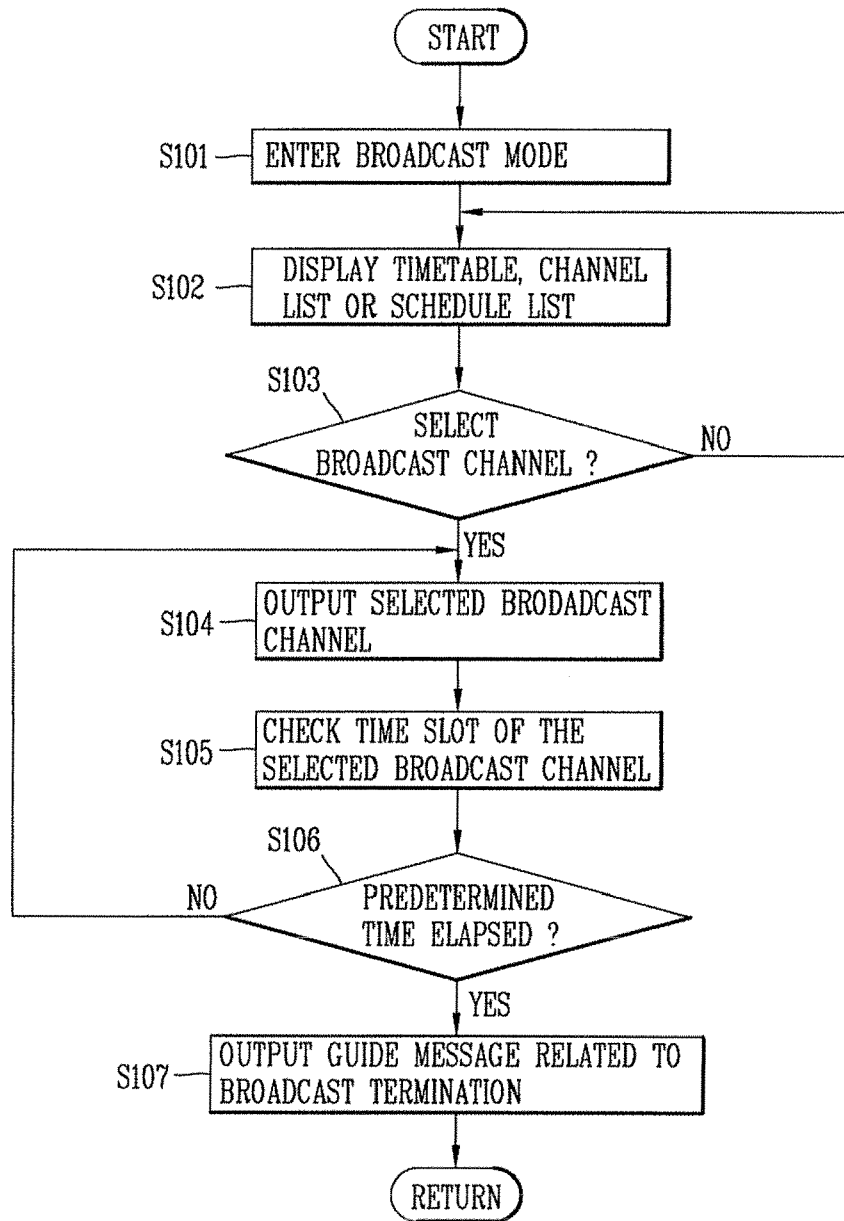 START
S101
ENTER BROADCAST MODE
S102
DISPLAY TIMETABLE, CHANNEL
LIST OR SCHEDULE LIST
S103
SELECT
BROADCAST CHANNEL ?
NO
YES
S104
OUTPUT SELECTED BRODADCAST
CHANNEL
S105
CHECK TIME SLOT OF THE
SELECTED BROADCAST CHANNEL
S106
NO
PREDETERMINED
TIME ELAPSED ?
YES
S107
OUTPUT GUIDE MESSAGE RELATED TO
BROADCAST TERMINATION
RETURN